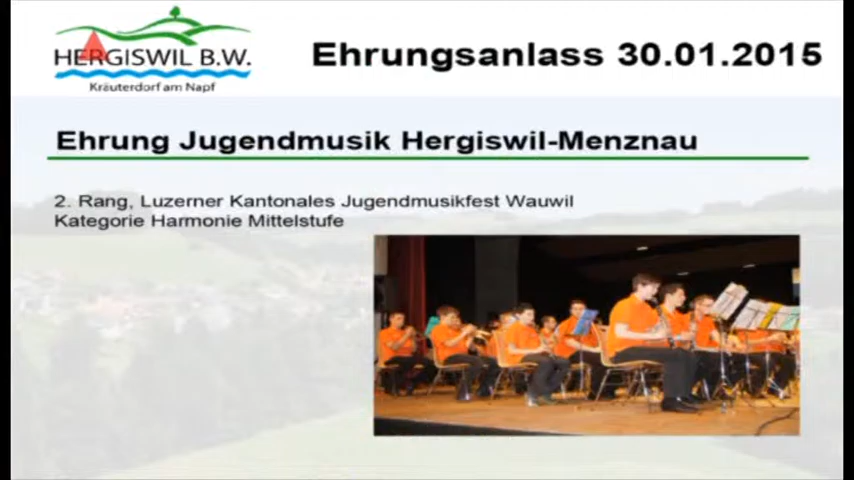 HERGISWIL B.W.
Kräuterdorf am Napf
Ehrungsanlass 30.01.2015
Ehrung Jugendmusik Hergiswil-Menznau
2. Rang, Luzerner Kantonales Jugendmusikfest Wauwil
Kategorie Harmonie Mittelstufe